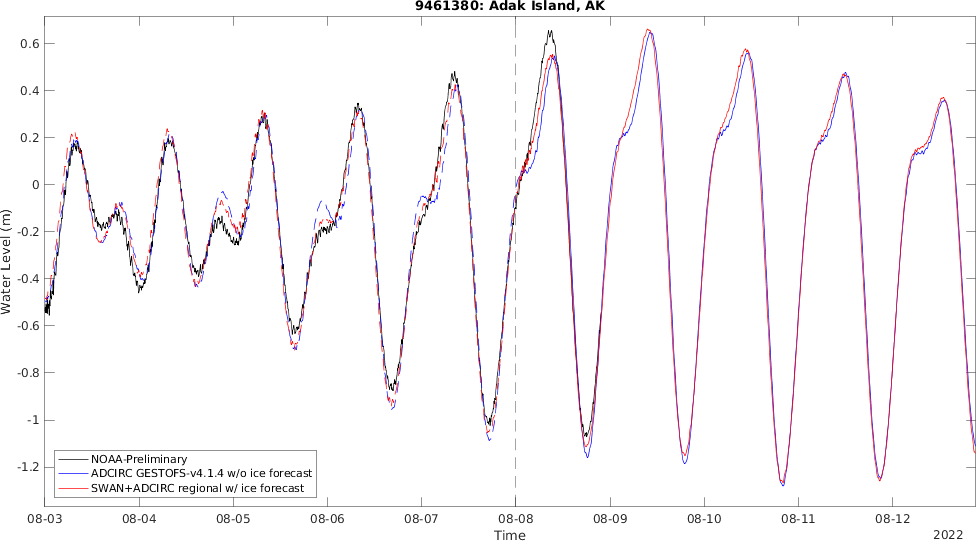 9461380: Adak Island, AK
Water Level (m)
0.6
0.4
0.2
0
-0.2
-0.4
-0.6
-0.8
-1
-1.2
NOAA-Preliminary
ADCIRC GESTOFS-v4.1.4 w/o ice forecast
SWAN+ADCIRC regional w/ ice forecast
08-03 08-04 08-05 08-06 08-07 08-08 08-09 08-10 08-11 08-12
Time
2022